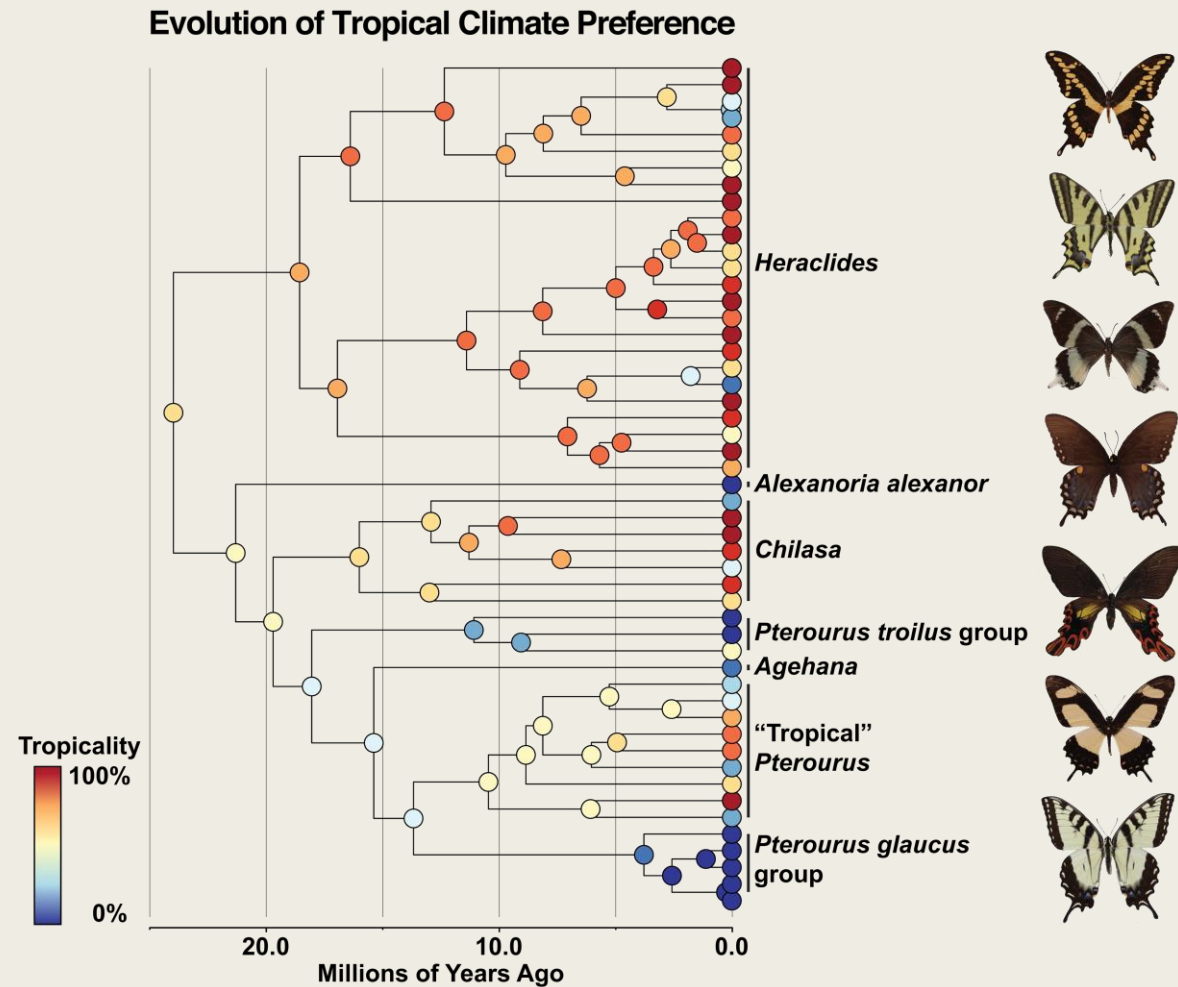 Evolution of Tropical Climate Preference
Heraclides
Alexanoria alexanor
Chilasa
Pterourus troilus group
Agehana
“Tropical”
Pterourus
Pterourus glaucus
group
Tropicality
100%
0%
20.0 10.0 0.0
Millions of Years Ago